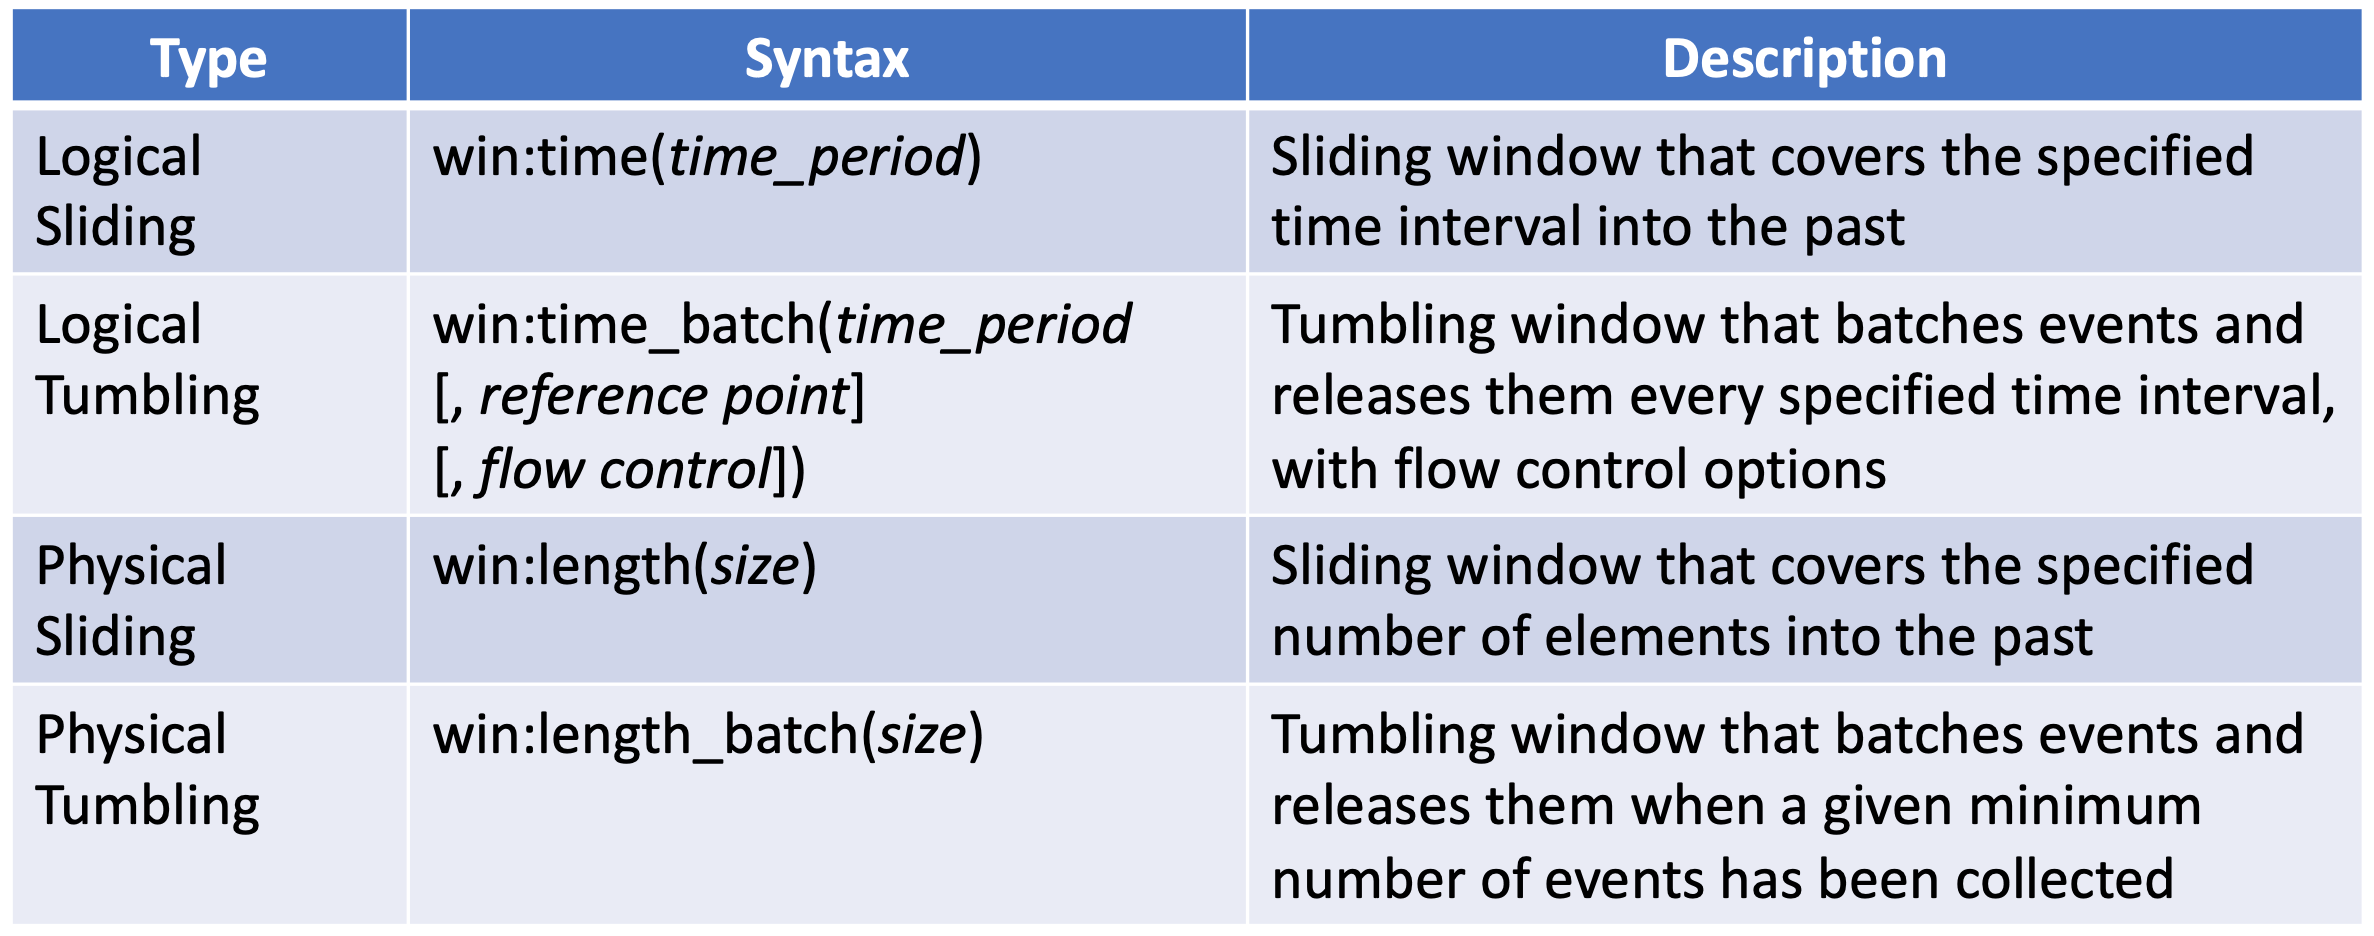 Type Syntax Description
Logical
Sliding
win:time(time_period)
Sliding window that covers the specified
time interval into the past
Logical
Tumbling
win:time_batch(time_period
[, reference point]
[, flow control])
Tumbling window that batches events and
releases them every specified time interval,
with flow control options
Physical
Sliding
win:length(size)
Sliding window that covers the specified
number of elements into the past
Physical
Tumbling
win:length_batch(size)
Tumbling window that batches events and
releases them when a given minimum
number of events has been collected